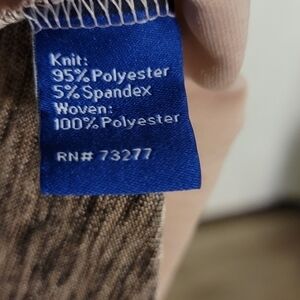 Knit:
95% Polyester
5% Spandex
Woven:
100% Polyester
RN# 73277